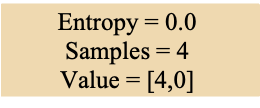 Entropy = 0.0
Samples = 4
Value = [4,0]